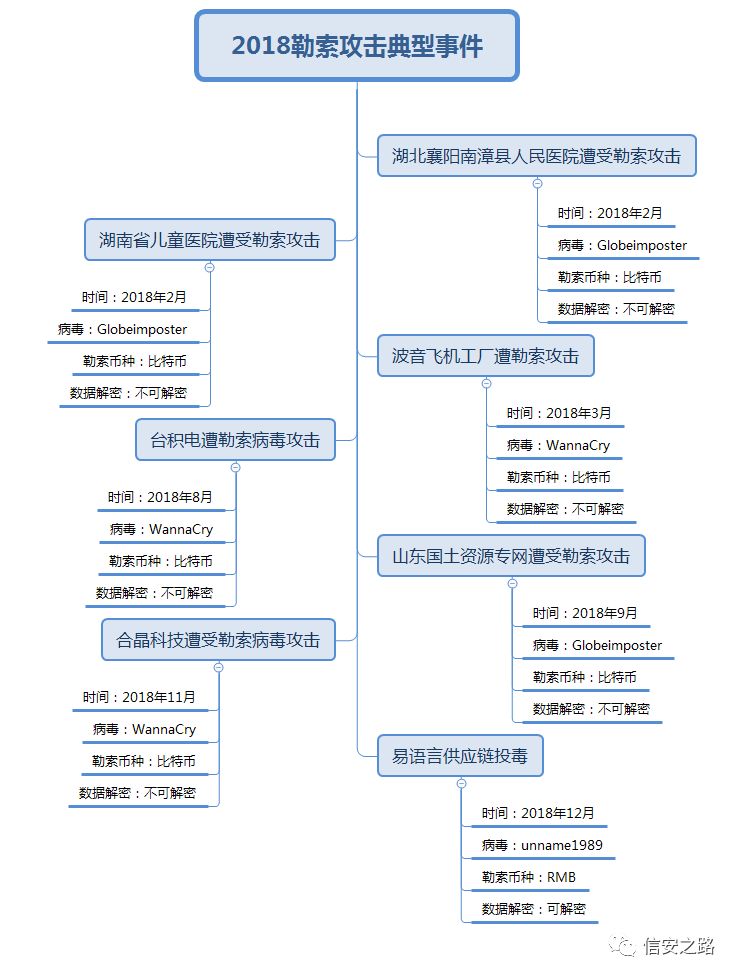 2018勒索攻击典型事件
湖北襄阳南漳县人民医院遭受勒索攻击
时间：2018年2月
病毒：Globeimposter
勒索币种：比特币
数据解密：不可解密
湖南省儿童医院遭受勒索攻击
时间：2018年2月
病毒：Globeimposter
勒索币种：比特币
数据解密：不可解密
波音飞机工厂遭勒索攻击
时间：2018年3月
病毒：WannaCry
勒索币种：比特币
数据解密：不可解密
台积电遭勒索病毒攻击
时间：2018年8月
病毒：WannaCry
勒索币种：比特币
数据解密：不可解密
山东国土资源专网遭受勒索攻击
时间：2018年9月
病毒：Globeimposter
勒索币种：比特币
数据解密：不可解密
合晶科技遭受勒索病毒攻击
时间：2018年11月
病毒：WannaCry
勒索币种：比特币
数据解密：不可解密
易语言供应链投毒
时间：2018年12月
病毒：unname1989
勒索币种：RMB
数据解密：可解密
信安之路